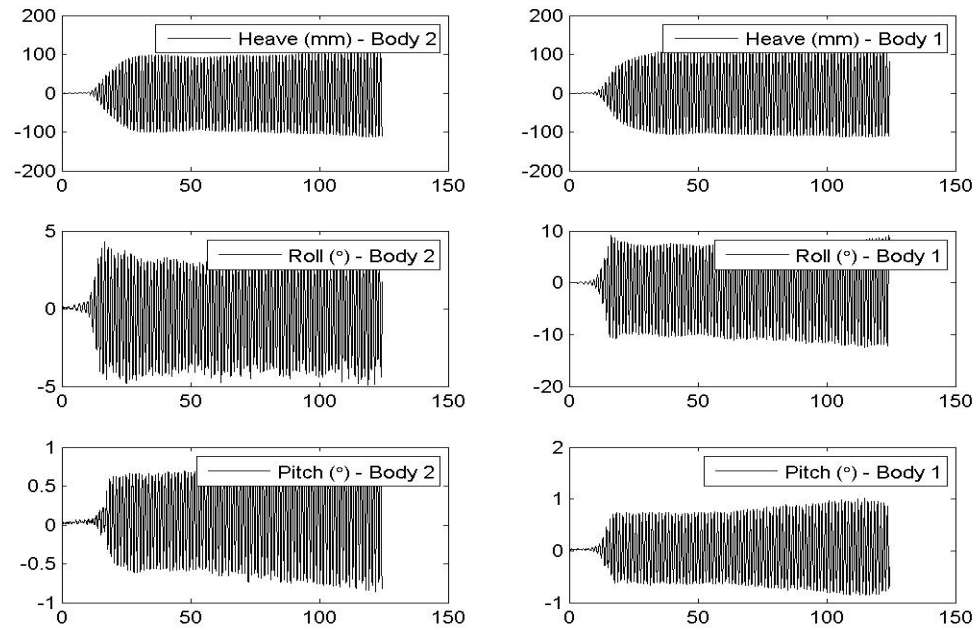 200
100
0
-100
-200
0 50 100 150
Heave (mm) - Body 2
200
100
0
-100
-200
0 50 100 150
Heave (mm) - Body 1
5
0
-5
0 50 100 150
Roll (°) - Body 2
10
0
-10
-20
0 50 100 150
Roll (°) - Body 1
1
0.5
0
-0.5
-1
0 50 100 150
Pitch (°) - Body 2
2
1
0
-1
0 50 100 150
Pitch (°) - Body 1